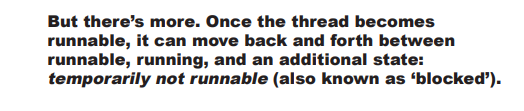 But there’s more. Once the thread becomes
runnable, it can move back and forth between
runnable, running, and an additional state:
temporarily not runnable (also known as ‘blocked’).